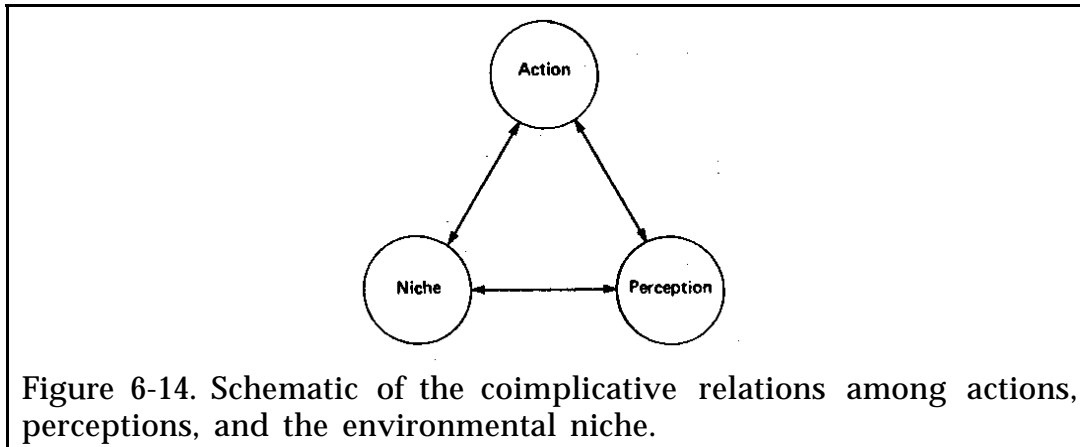 Action
Niche
Perception
Figure 6-14. Schematic of the coimplicative relations among actions,
perceptions, and the environmental niche.